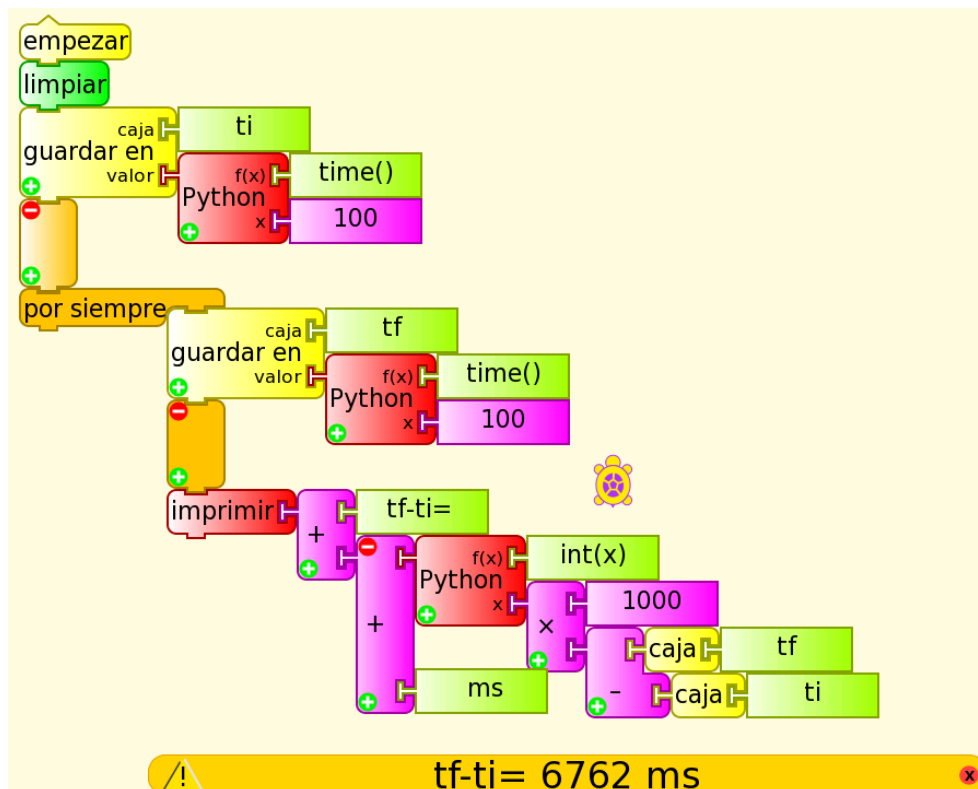 empezar
limpiar
caja ti
guardar en
valor f(x) time()
Python
x 100
por siempre
caja tf
guardar en
valor f(x) time()
Python
x 100
imprimir + tf-ti=
f(x) int(x)
Python
x 1000
+ ×
caja tf
ms - caja ti
/!\ tf-ti= 6762 ms x